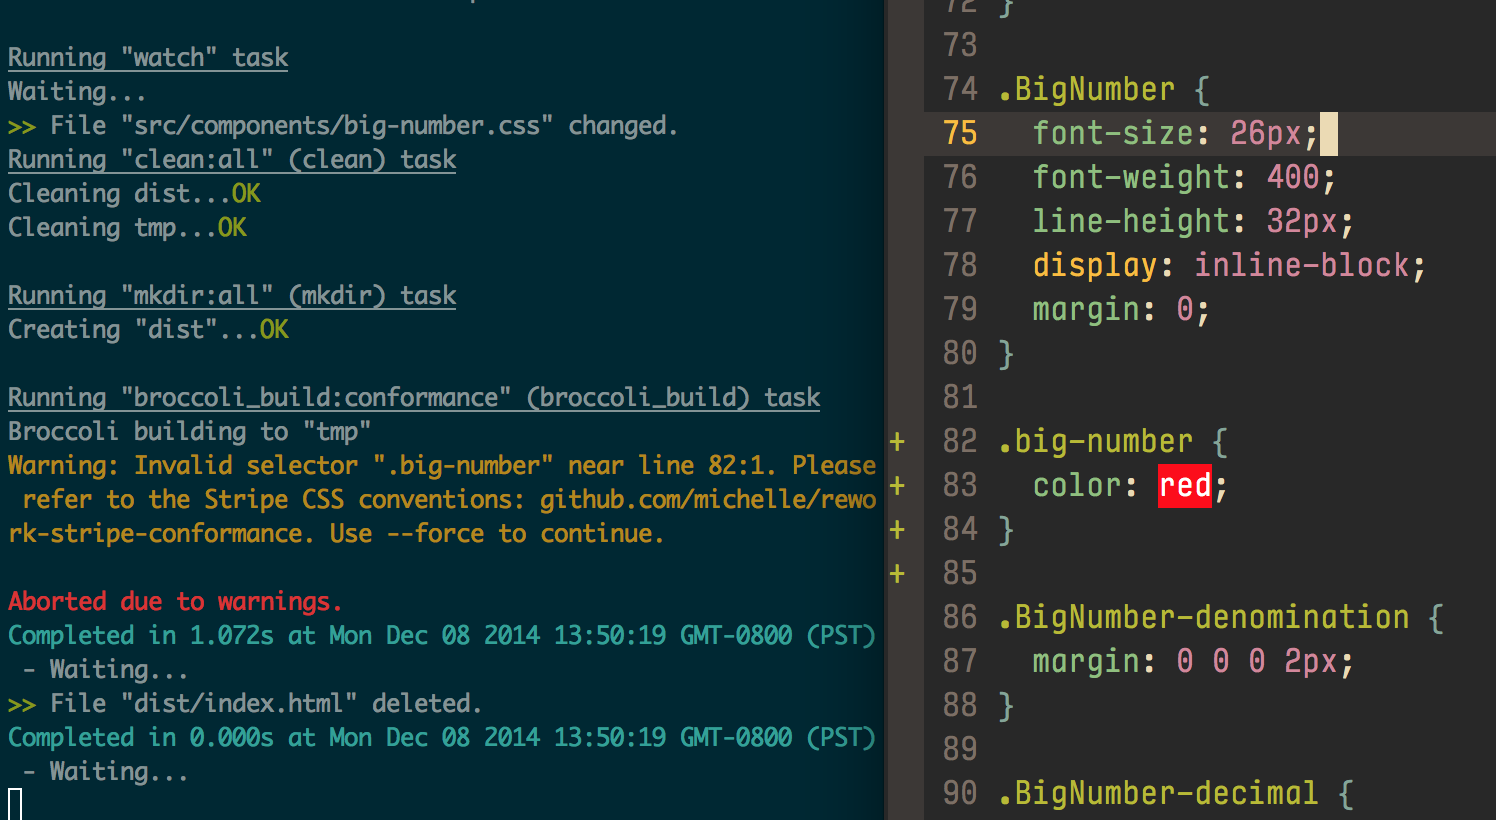 Running "watch" task
Waiting...
>> File "src/components/big-number.css" changed.
Running "clean:all" (clean) task
Cleaning dist...OK
Cleaning tmp...OK
Running "mkdir:all" (mkdir) task
Creating "dist"...OK
Running "broccoli_build:conformance" (broccoli_build) task
Broccoli building to "tmp"
Warning: Invalid selector ".big-number" near line 82:1. Please
refer to the Stripe CSS conventions: github.com/michelle/rewo
rk-stripe-conformance. Use --force to continue.
Aborted due to warnings.
Completed in 1.072s at Mon Dec 08 2014 13:50:19 GMT-0800 (PST)
- Waiting...
>> File "dist/index.html" deleted.
Completed in 0.000s at Mon Dec 08 2014 13:50:19 GMT-0800 (PST)
- Waiting...
72 }
73
74 .BigNumber {
75 font-size: 26px;
76 font-weight: 400;
77 line-height: 32px;
78 display: inline-block;
79 margin: 0;
80 }
81
+ 82 .big-number {
+ 83 color: red;
+ 84 }
+ 85
86 .BigNumber-denomination {
87 margin: 0 0 0 2px;
88 }
89
90 .BigNumber-decimal {